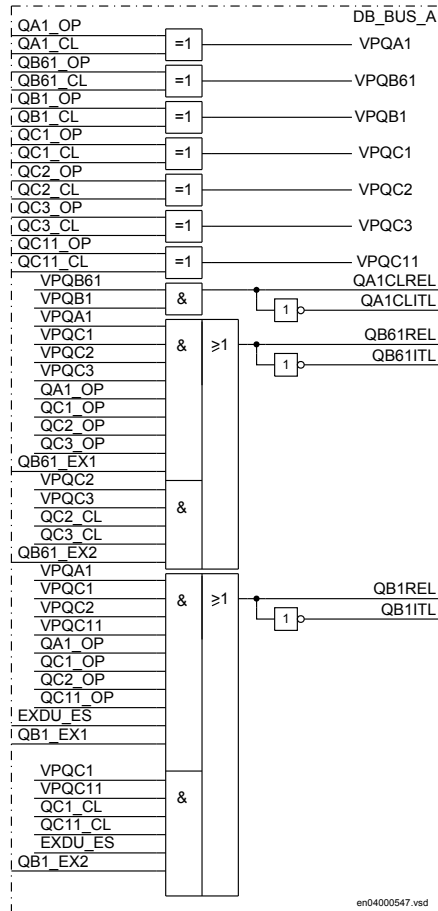 DB_BUS_A
QA1_OP
QA1_CL
=1
VPQA1
QB61_OP
QB61_CL
=1
VPQB61
QB1_OP
QB1_CL
=1
VPQB1
QC1_OP
QC1_CL
=1
VPQC1
QC2_OP
QC2_CL
=1
VPQC2
QC3_OP
QC3_CL
=1
VPQC3
QC11_OP
QC11_CL
=1
VPQC11
VPQB61
VPQB1
&
QA1CLREL
1
QA1CLITL
VPQA1
VPQC1
VPQC2
VPQC3
QA1_OP
QC1_OP
QC2_OP
QC3_OP
QB61_EX1
&
≥1
QB61REL
1
QB61ITL
VPQC2
VPQC3
QC2_CL
QC3_CL
QB61_EX2
&
VPQA1
VPQC1
VPQC2
VPQC11
QA1_OP
QC1_OP
QC2_OP
QC11_OP
EXDU_ES
QB1_EX1
&
≥1
QB1REL
1
QB1ITL
VPQC1
VPQC11
QC1_CL
QC11_CL
EXDU_ES
QB1_EX2
&
en04000547.vsd